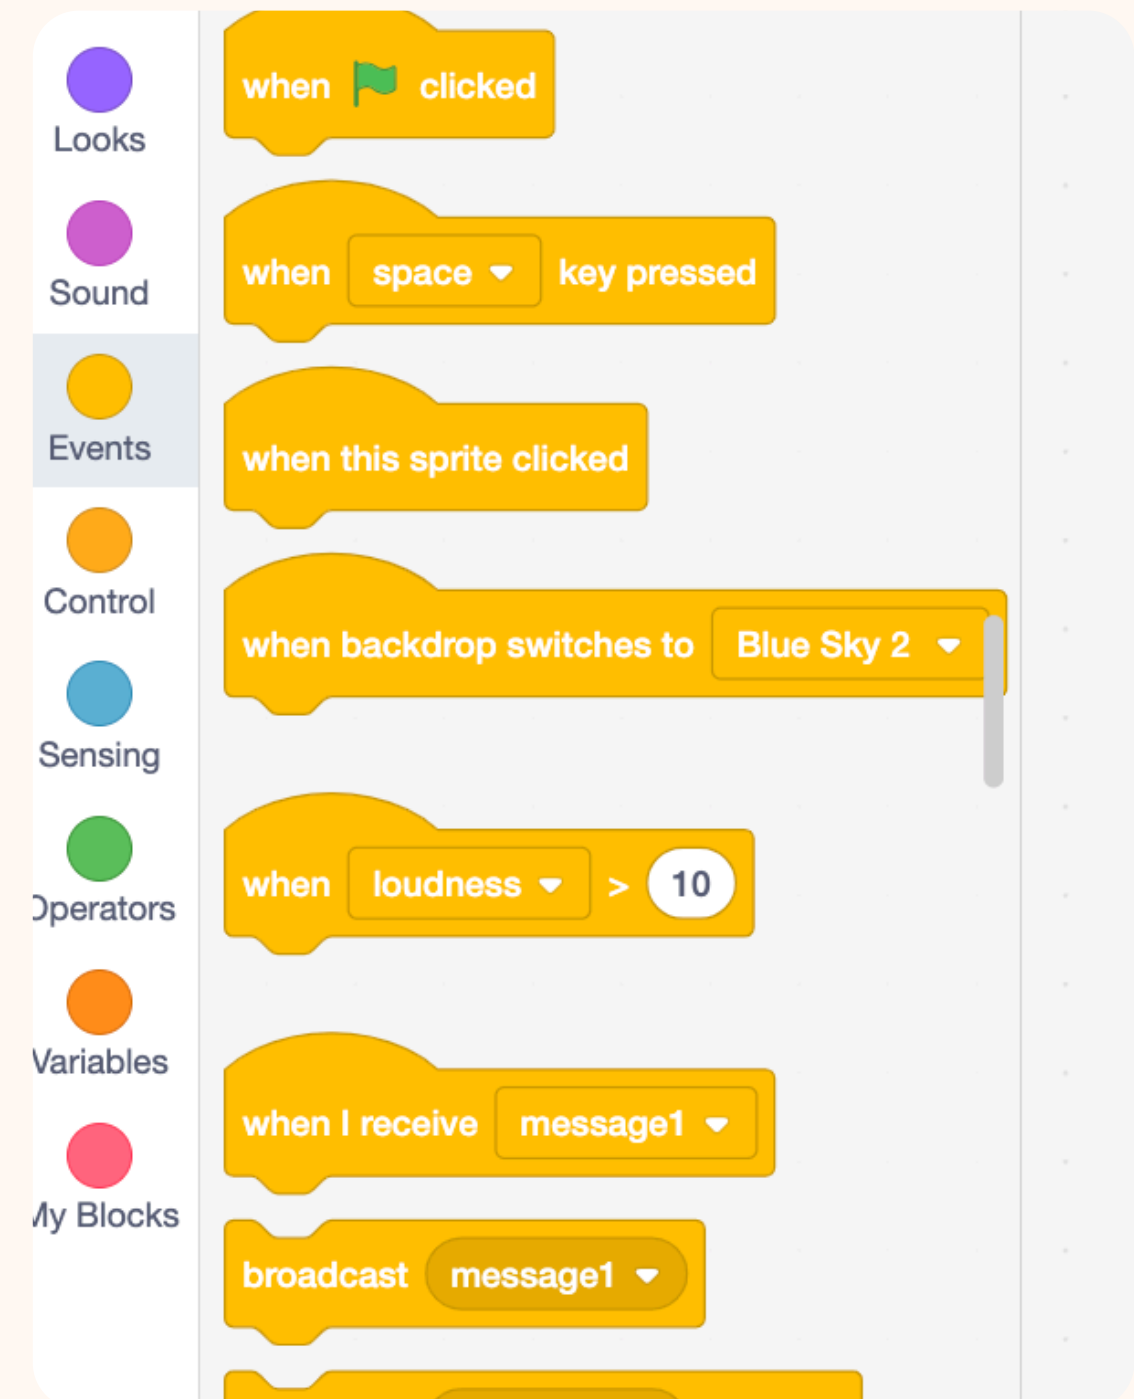 Looks
Sound
Events
Control
Sensing
Operators
Variables
My Blocks
when clicked
when space key pressed
when this sprite clicked
when backdrop switches to Blue Sky 2
when loudness > 10
when I receive message1
broadcast message1